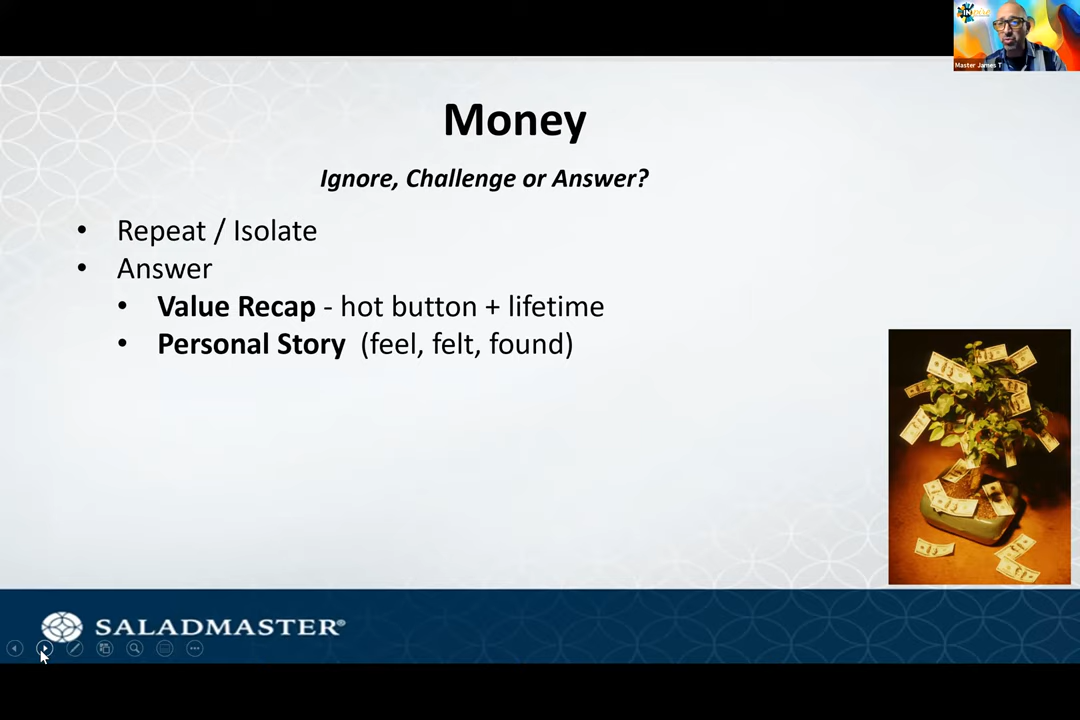 Master James T
Money
Ignore, Challenge or Answer?
• Repeat / Isolate
• Answer
• Value Recap - hot button + lifetime
• Personal Story (feel, felt, found)
SALADMASTER®